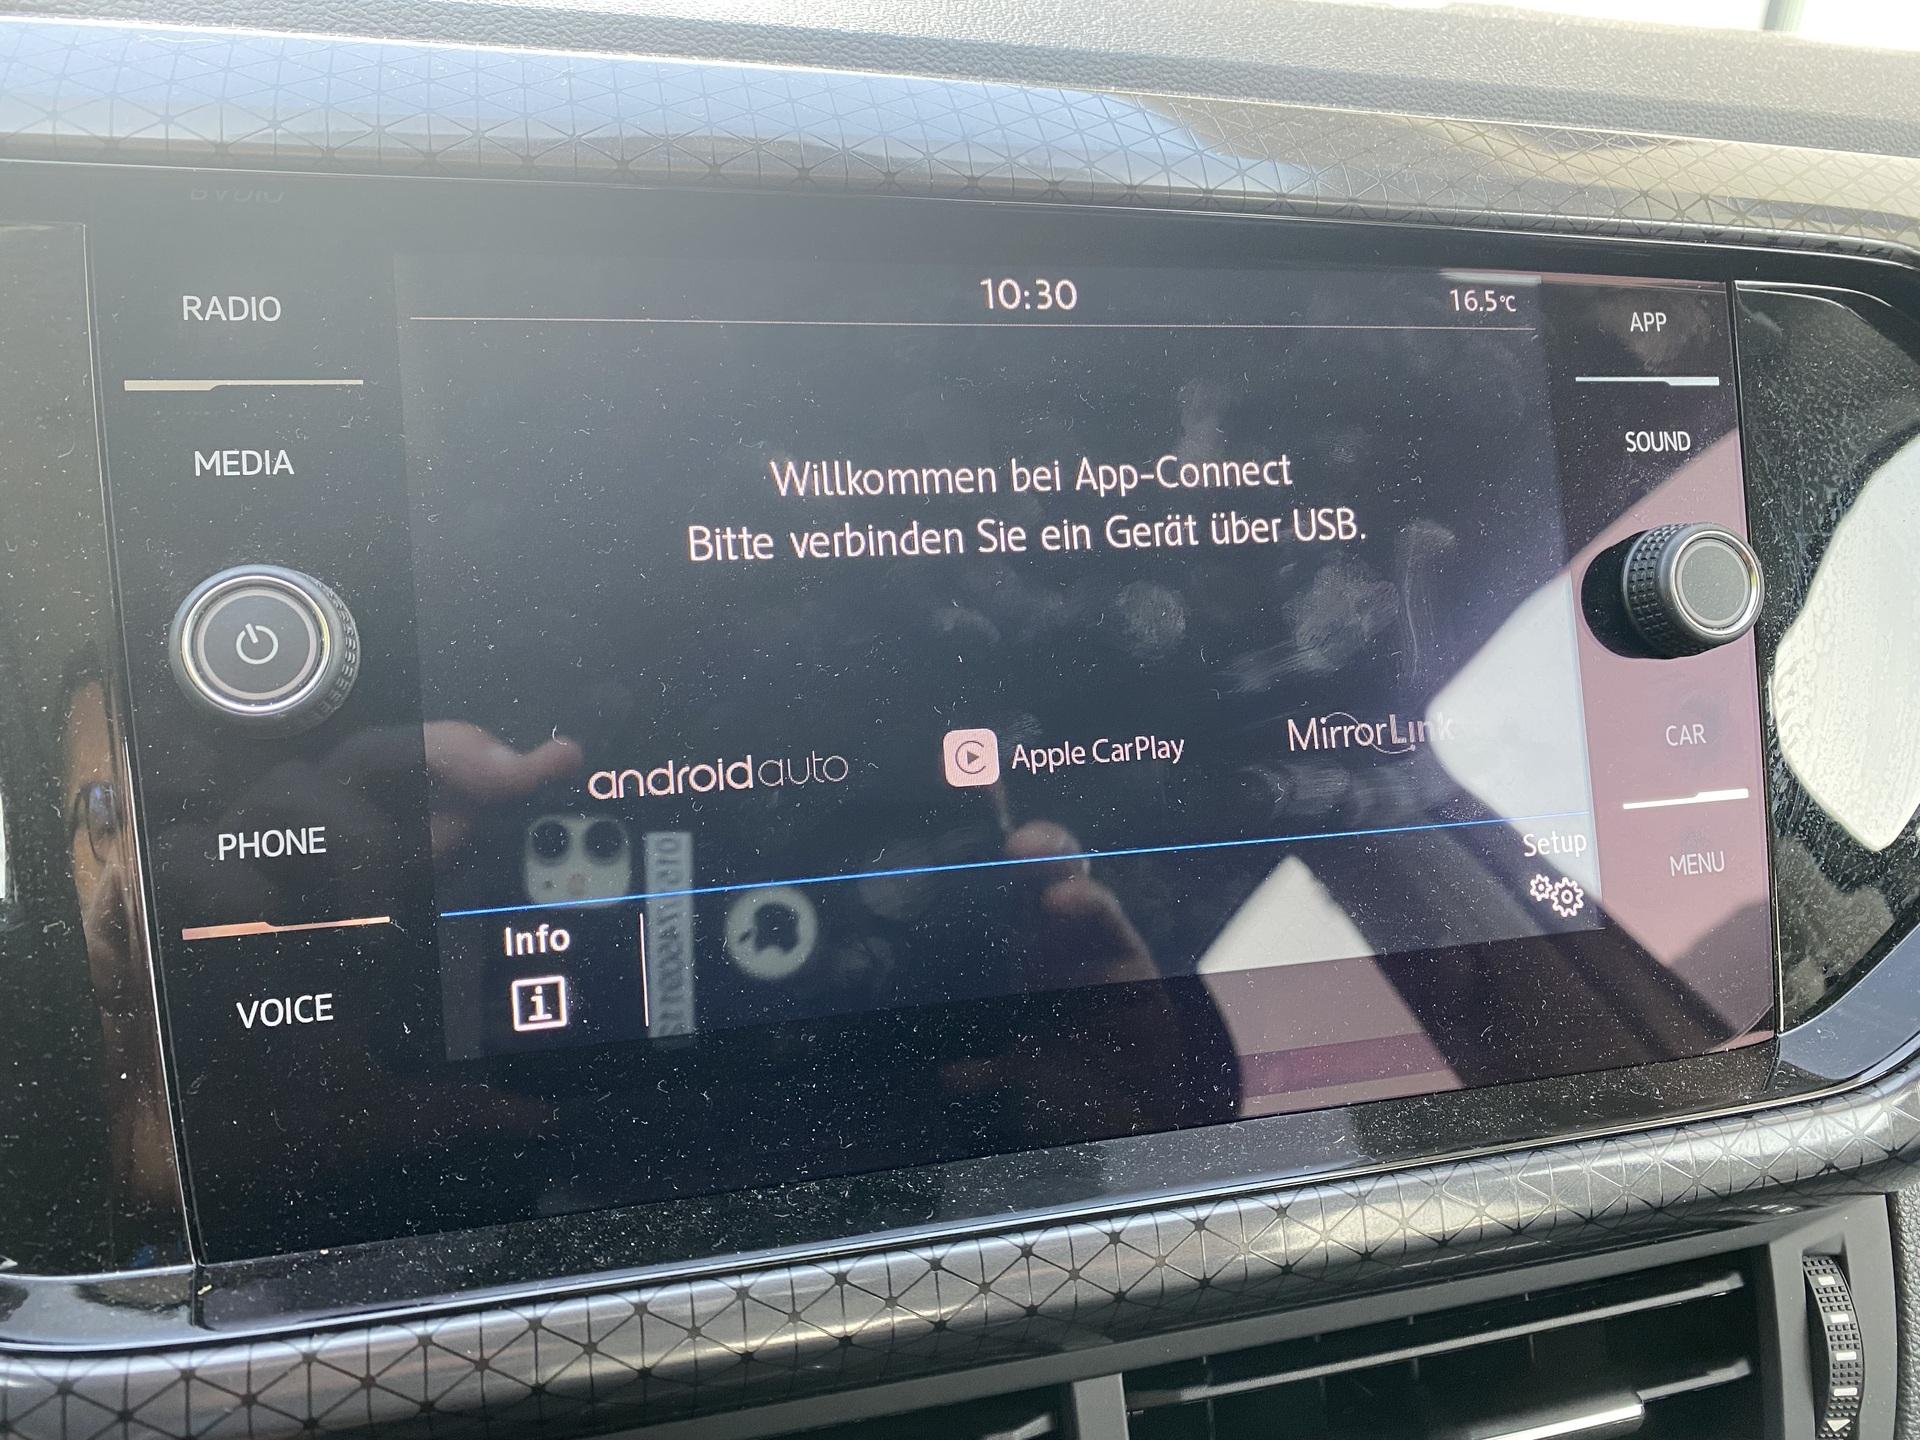 RADIO
MEDIA
PHONE
VOICE
10:30
16.5°C
Willkommen bei App-Connect
Bitte verbinden Sie ein Gerät über USB.
androidauto
Apple CarPlay
MirrorLink
Info
i
Setup
APP
SOUND
CAR
MENU